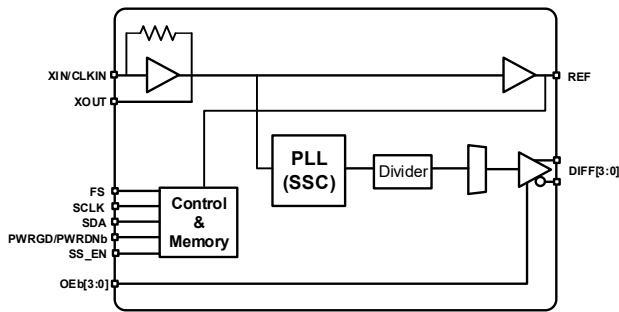 XIN/CLKIN
XOUT
REF
PLL
(SSC)
Divider
DIFF[3:0]
FS
SCLK
SDA
PWRGD/PWRDNb
SS_EN
Control
&
Memory
OEb[3:0]